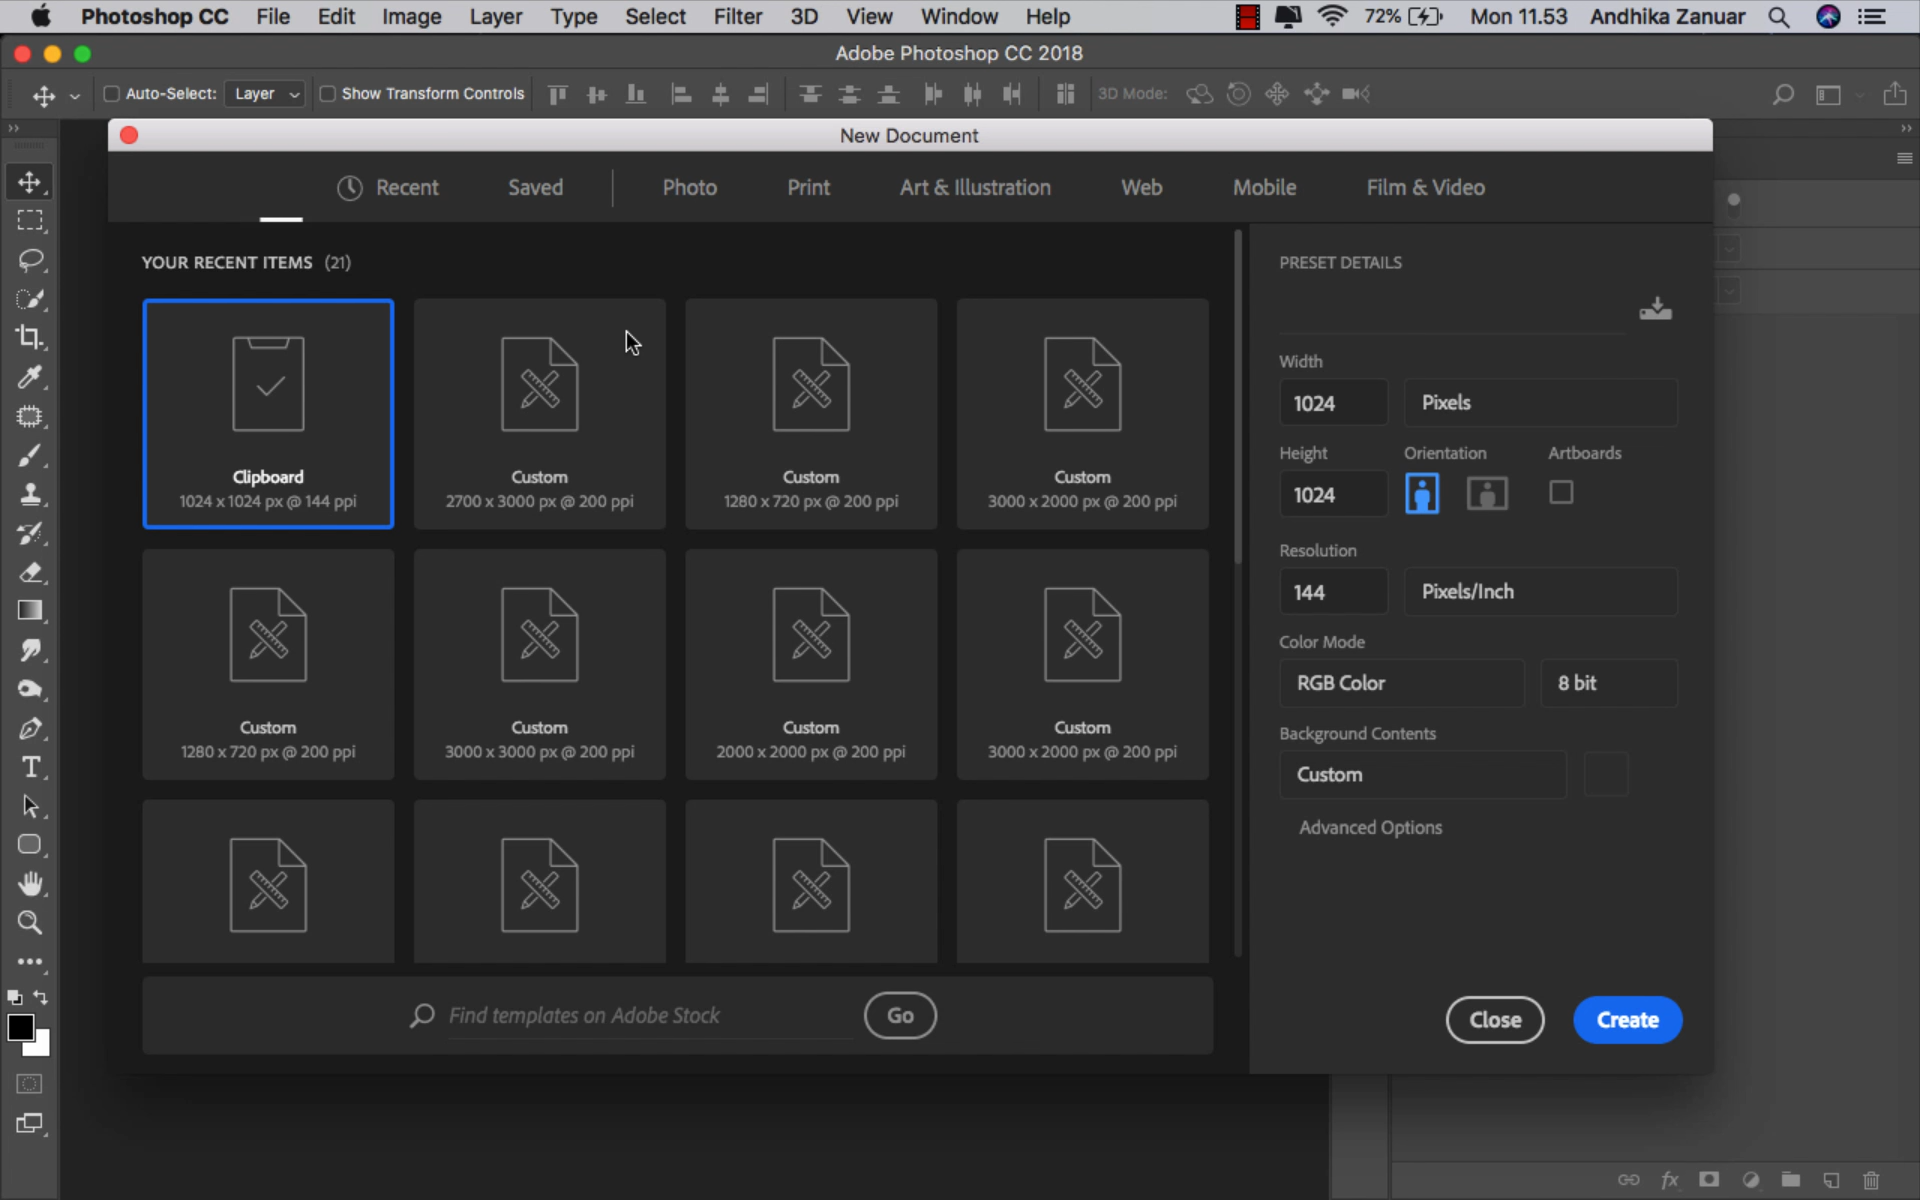 Photoshop CC File Edit Image Layer Type Select Filter 3D View Window Help 72% Mon 11.53 Andhika Zanuar
Adobe Photoshop CC 2018
Auto-Select: Layer Show Transform Controls 3D Mode:
New Document
Recent Saved Photo Print Art & Illustration Web Mobile Film & Video
YOUR RECENT ITEMS (21)
Clipboard
1024 x 1024 px @ 144 ppi
Custom
2700 x 3000 px @ 200 ppi
Custom
1280 x 720 px @ 200 ppi
Custom
3000 x 2000 px @ 200 ppi
Custom
1280 x 720 px @ 200 ppi
Custom
3000 x 3000 px @ 200 ppi
Custom
2000 x 2000 px @ 200 ppi
Custom
3000 x 2000 px @ 200 ppi
Find templates on Adobe Stock
Go
PRESET DETAILS
Width
1024 Pixels
Height Orientation Artboards
1024
Resolution
144 Pixels/Inch
Color Mode
RGB Color 8 bit
Background Contents
Custom
Advanced Options
Close Create
fx